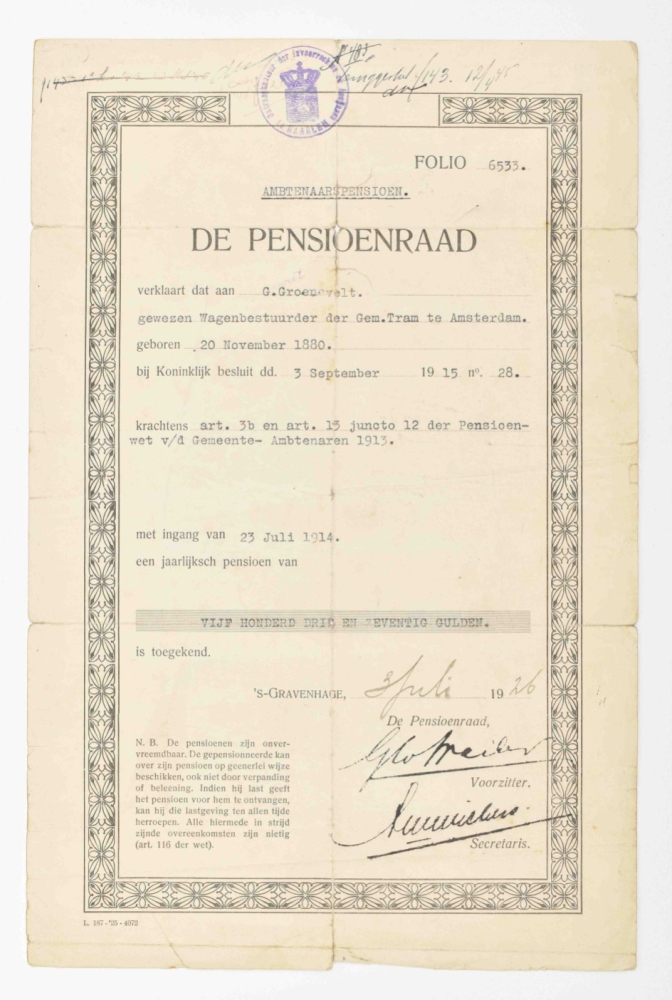 143. 12/4 '45
FOLIO 6533.
AMBTENAARSPENSIOEN.
DE PENSIOENRAAD
verklaart dat aan G.Groenevelt.
gewezen Wagenbestuurder der Gem.Tram te Amsterdam.
geboren 20 November 1880.
bij Koninklijk besluit dd. 3 September 1915 nº. 28.
krachtens art. 3b en art. 13 juncto 12 der Pensioen-
wet v/d Gemeente- Ambtenaren 1913.
met ingang van 23 Juli 1914.
een jaarlijksch pensioen van
VIJF HONDERD DRIE EN ZEVENTIG GULDEN.
is toegekend.
'S-GRAVENHAGE, 3 Juli 1926
De Pensioenraad,
Voorzitter.
Secretaris.
N. B. De pensioenen zijn onver-
vreemdbaar. De gepensionneerde kan
over zijn pensioen op geenerlei wijze
beschikken, ook niet door verpanding
of beleening. Indien hij last geeft
het pensioen voor hem te ontvangen,
kan hij die lastgeving ten allen tijde
herroepen. Alle hiermede in strijd
zijnde overeenkomsten zijn nietig
(art. 116 der wet).
L. 187 - '25 - 4072